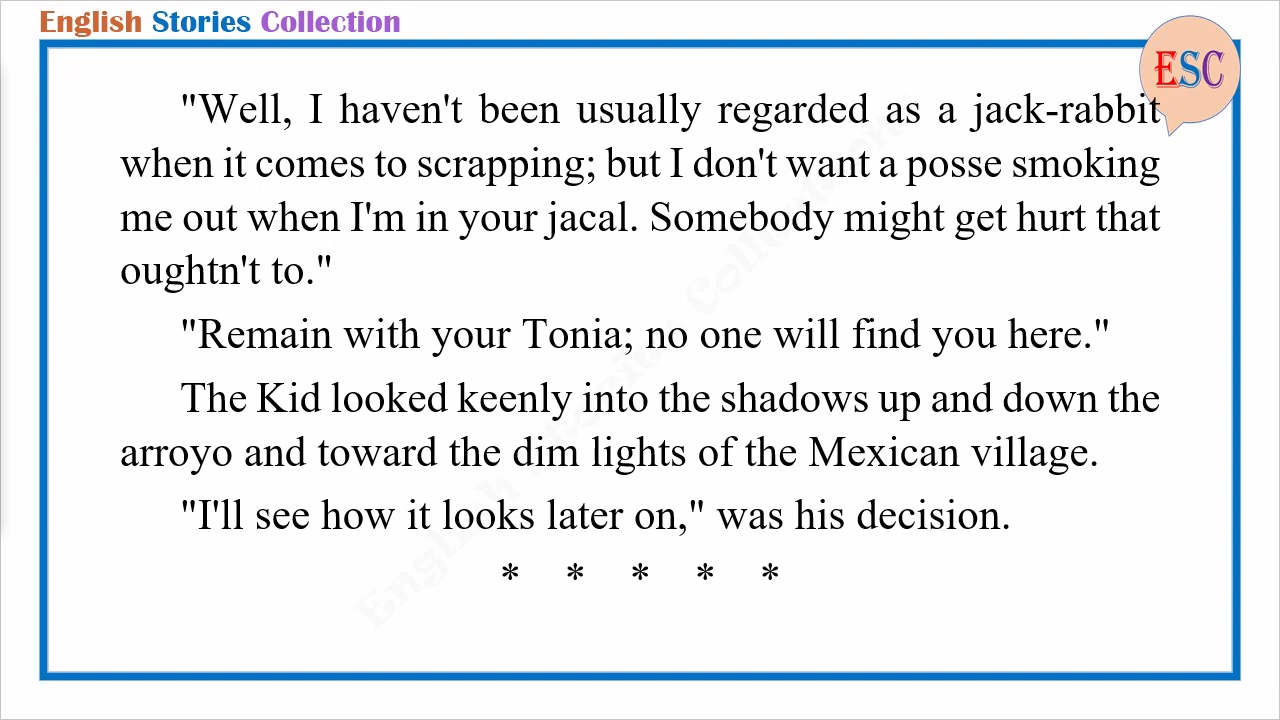 English Stories Collection
ESC
"Well, I haven't been usually regarded as a jack-rabbit
when it comes to scrapping; but I don't want a posse smoking
me out when I'm in your jacal. Somebody might get hurt that
oughtn't to."
"Remain with your Tonia; no one will find you here."
The Kid looked keenly into the shadows up and down the
arroyo and toward the dim lights of the Mexican village.
"I'll see how it looks later on," was his decision.
* * * * *
English Stories Collection